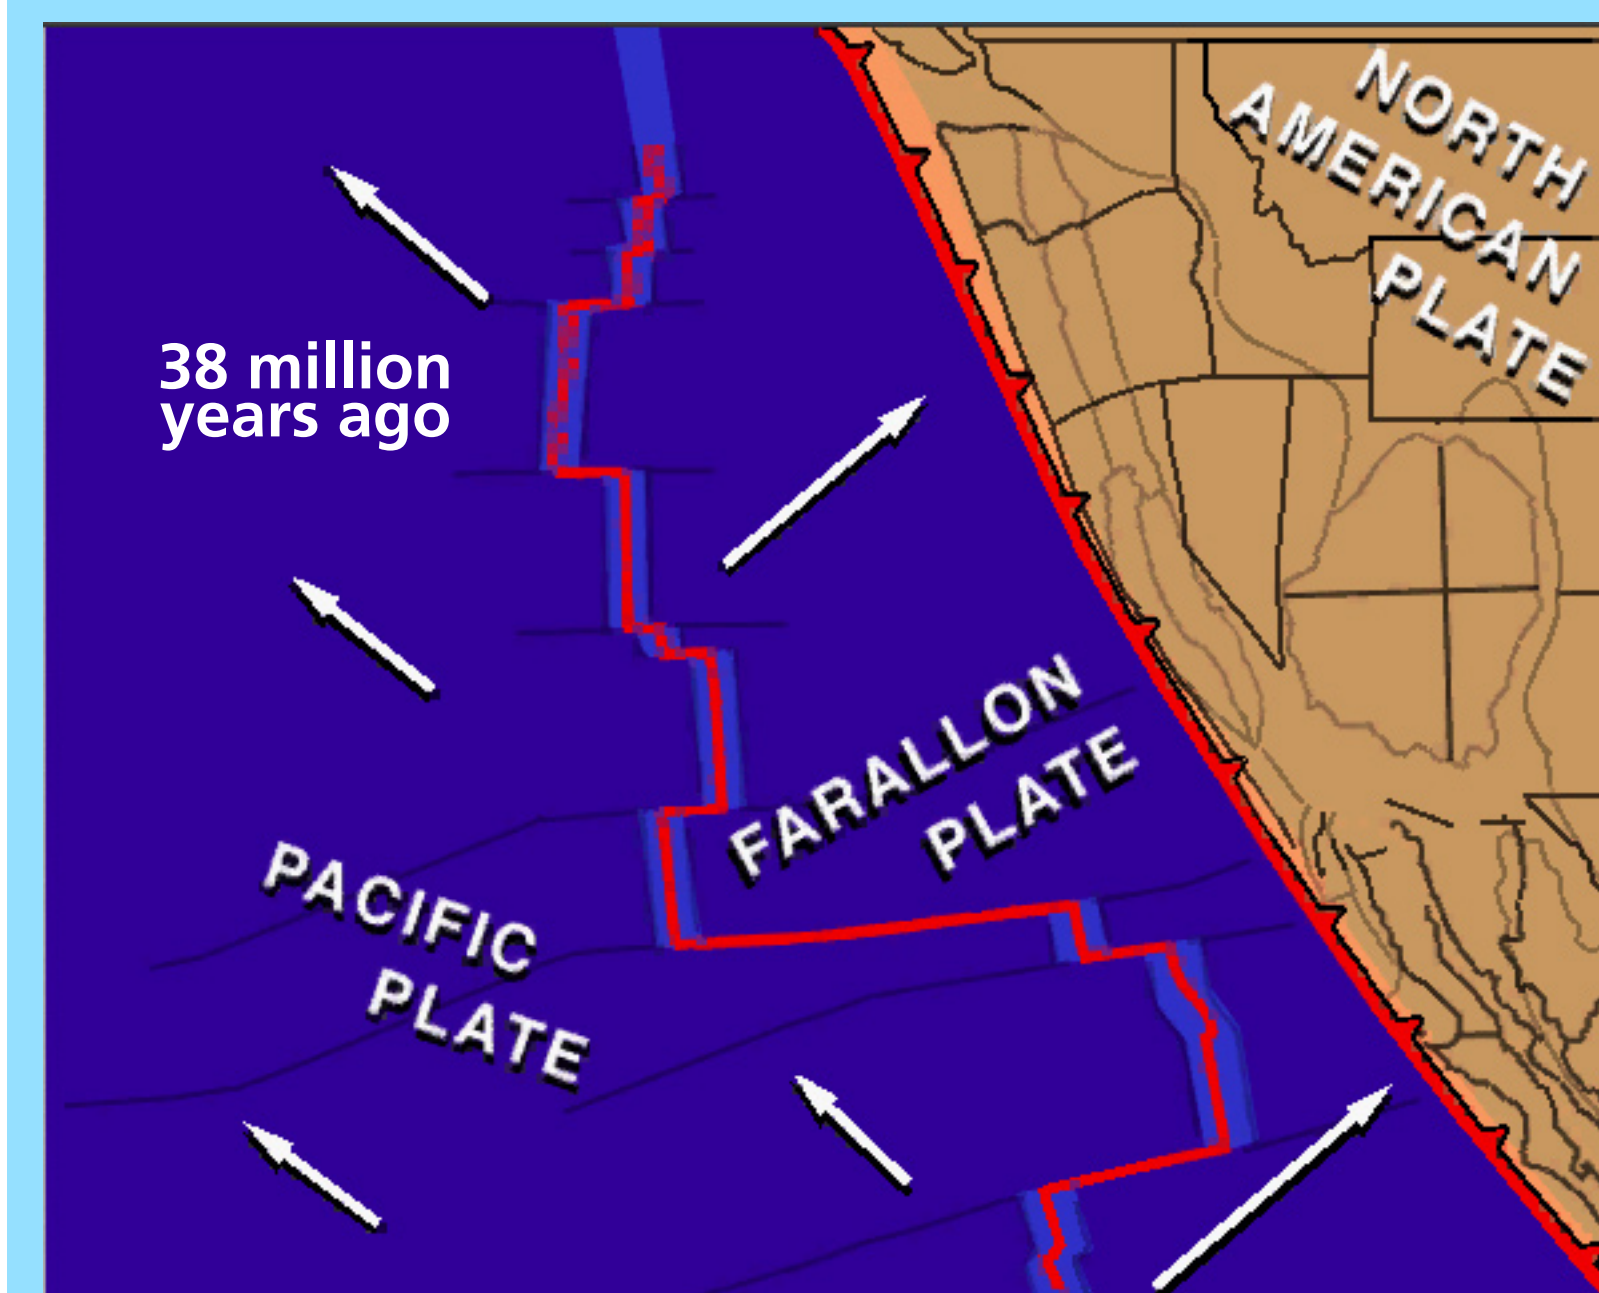 NORTH
AMERICAN
PLATE
38 million
years ago
FARALLON
PLATE
PACIFIC
PLATE